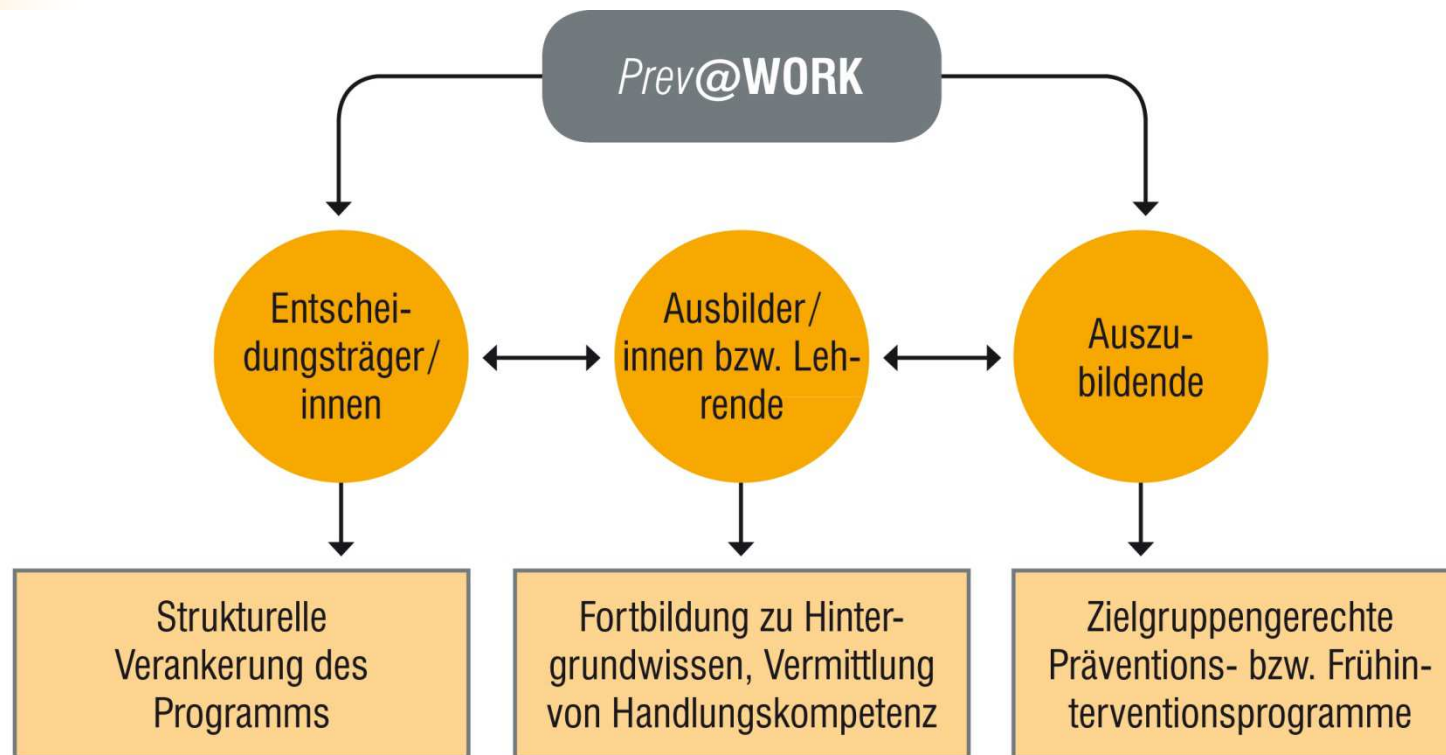 Prev@WORK
Entschei-
dungsträger/
innen
Ausbilder/
innen bzw. Leh-
rende
Auszu-
bildende
Strukturelle
Verankerung des
Programms
Fortbildung zu Hinter-
grundwissen, Vermittlung
von Handlungskompetenz
Zielgruppengerechte
Präventions- bzw. Frühin-
terventionsprogramme